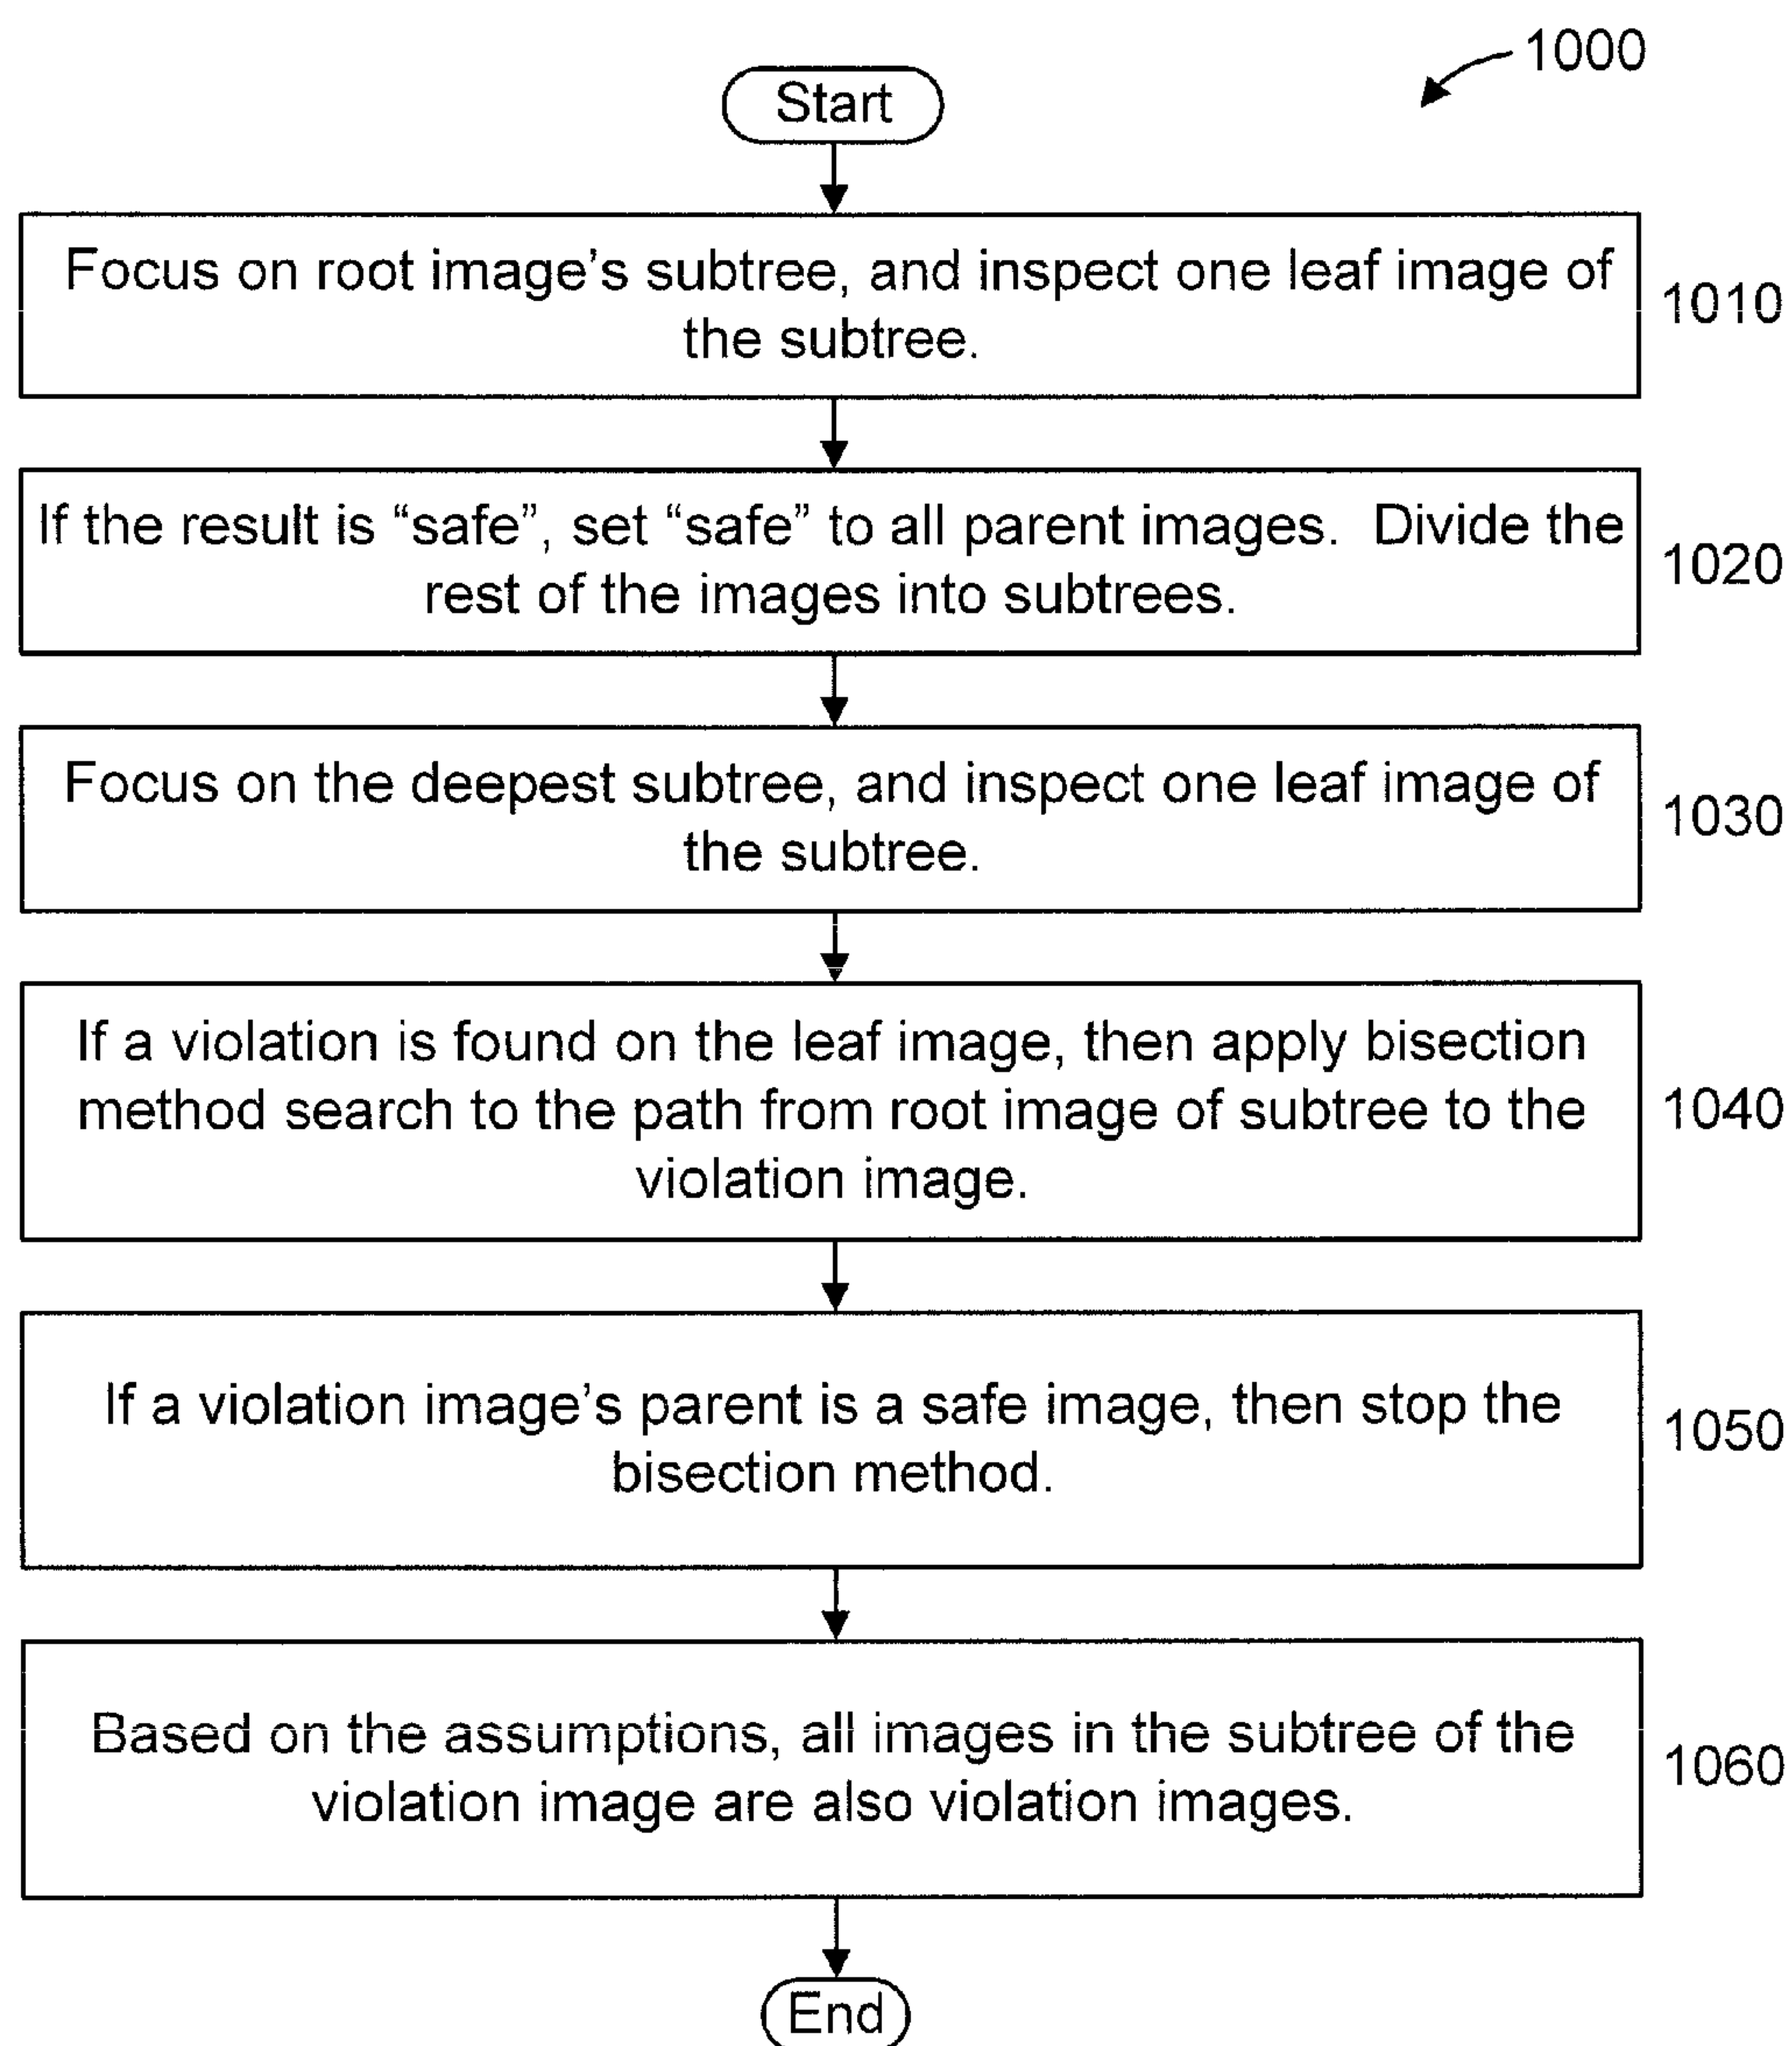 1000
Start
Focus on root image's subtree, and inspect one leaf image of
the subtree.
1010
If the result is “safe”, set “safe” to all parent images. Divide the
rest of the images into subtrees.
1020
Focus on the deepest subtree, and inspect one leaf image of
the subtree.
1030
If a violation is found on the leaf image, then apply bisection
method search to the path from root image of subtree to the
violation image.
1040
If a violation image's parent is a safe image, then stop the
bisection method.
1050
Based on the assumptions, all images in the subtree of the
violation image are also violation images.
1060
End